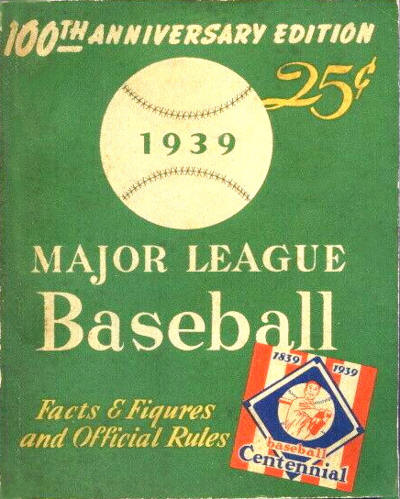 100TH ANNIVERSARY EDITION
25¢
1939
MAJOR LEAGUE
Baseball
Facts & Figures
and Official Rules
1839 1939
baseball
Centennial